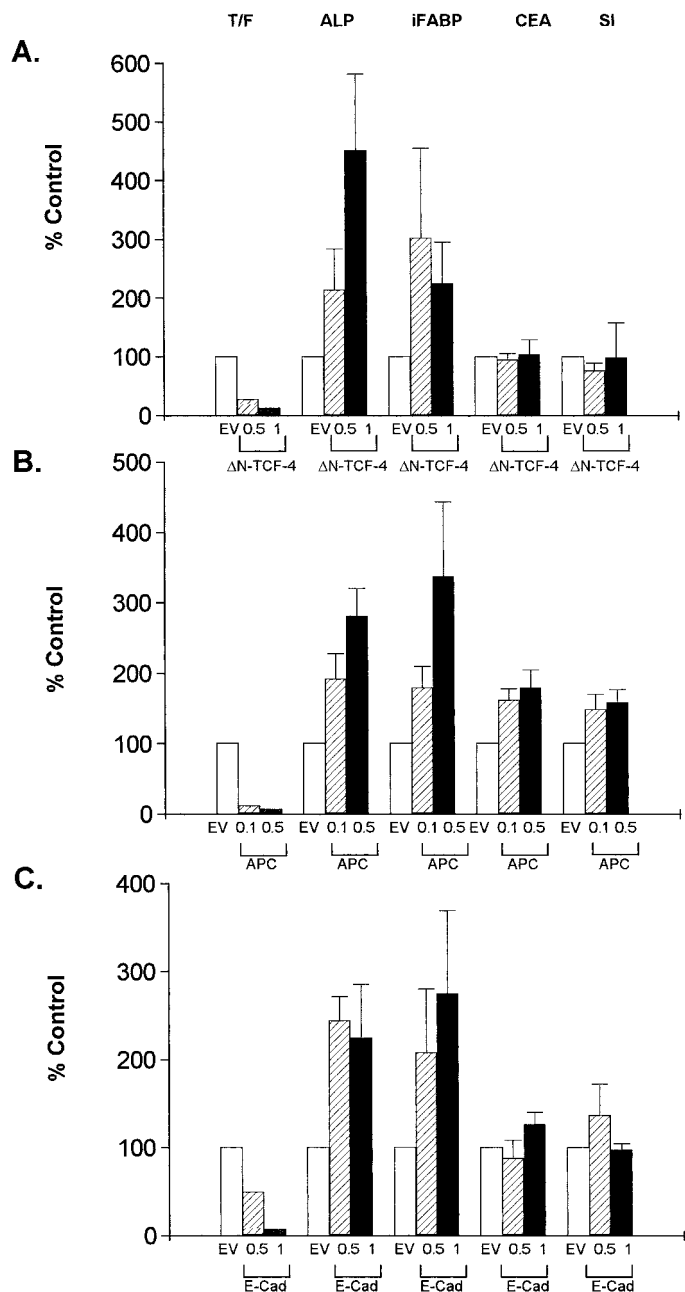 T/F ALP iFABP CEA SI
A.
% Control
600
500
400
300
200
100
0
EV 0.5 1 EV 0.5 1 EV 0.5 1 EV 0.5 1 EV 0.5 1
ΔN-TCF-4 ΔN-TCF-4 ΔN-TCF-4 ΔN-TCF-4 ΔN-TCF-4
B.
% Control
500
400
300
200
100
0
EV 0.1 0.5 EV 0.1 0.5 EV 0.1 0.5 EV 0.1 0.5 EV 0.1 0.5
APC APC APC APC APC
C.
% Control
400
300
200
100
0
EV 0.5 1 EV 0.5 1 EV 0.5 1 EV 0.5 1 EV 0.5 1
E-Cad E-Cad E-Cad E-Cad E-Cad